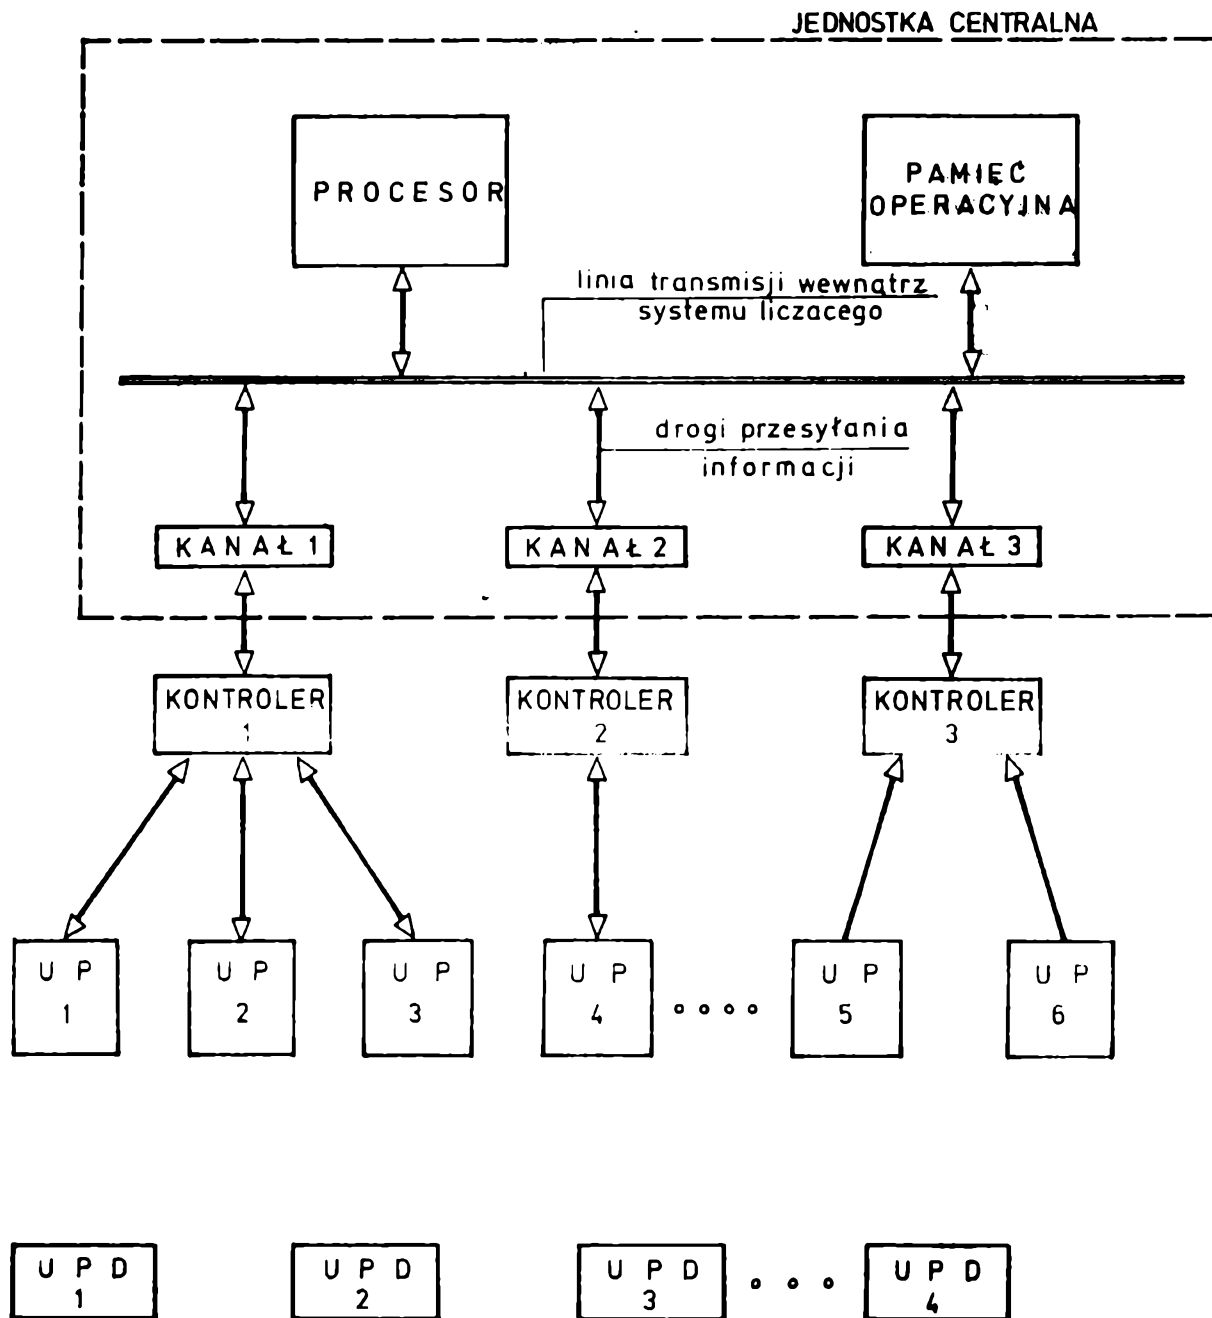 JEDNOSTKA CENTRALNA
PROCESOR
PAMIĘĆ
OPERACYJNA
linia transmisji wewnątrz
systemu liczacego
drogi przesyłania
informacji
KANAŁ 1
KANAŁ 2
KANAŁ 3
KONTROLER
1
KONTROLER
2
KONTROLER
3
U P
1
U P
2
U P
3
U P
4
U P
5
U P
6
U P D
1
U P D
2
U P D
3
U P D
4